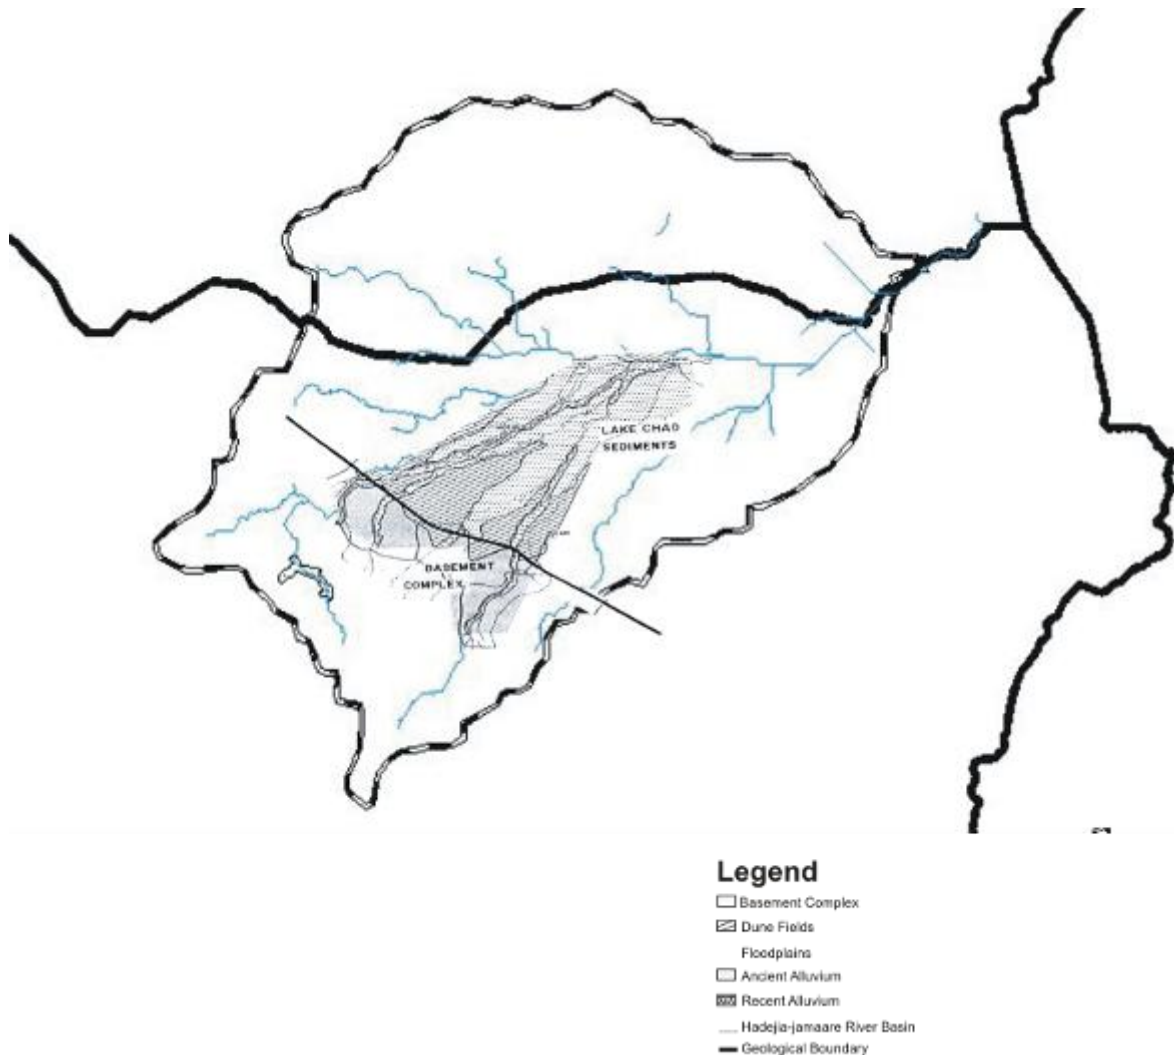 LAKE CHAD
SEDIMENTS
BASEMENT
COMPLEX
Legend
Basement Complex
Dune Fields
Floodplains
Ancient Alluvium
Recent Alluvium
Hadejia-jamaare River Basin
Geological Boundary